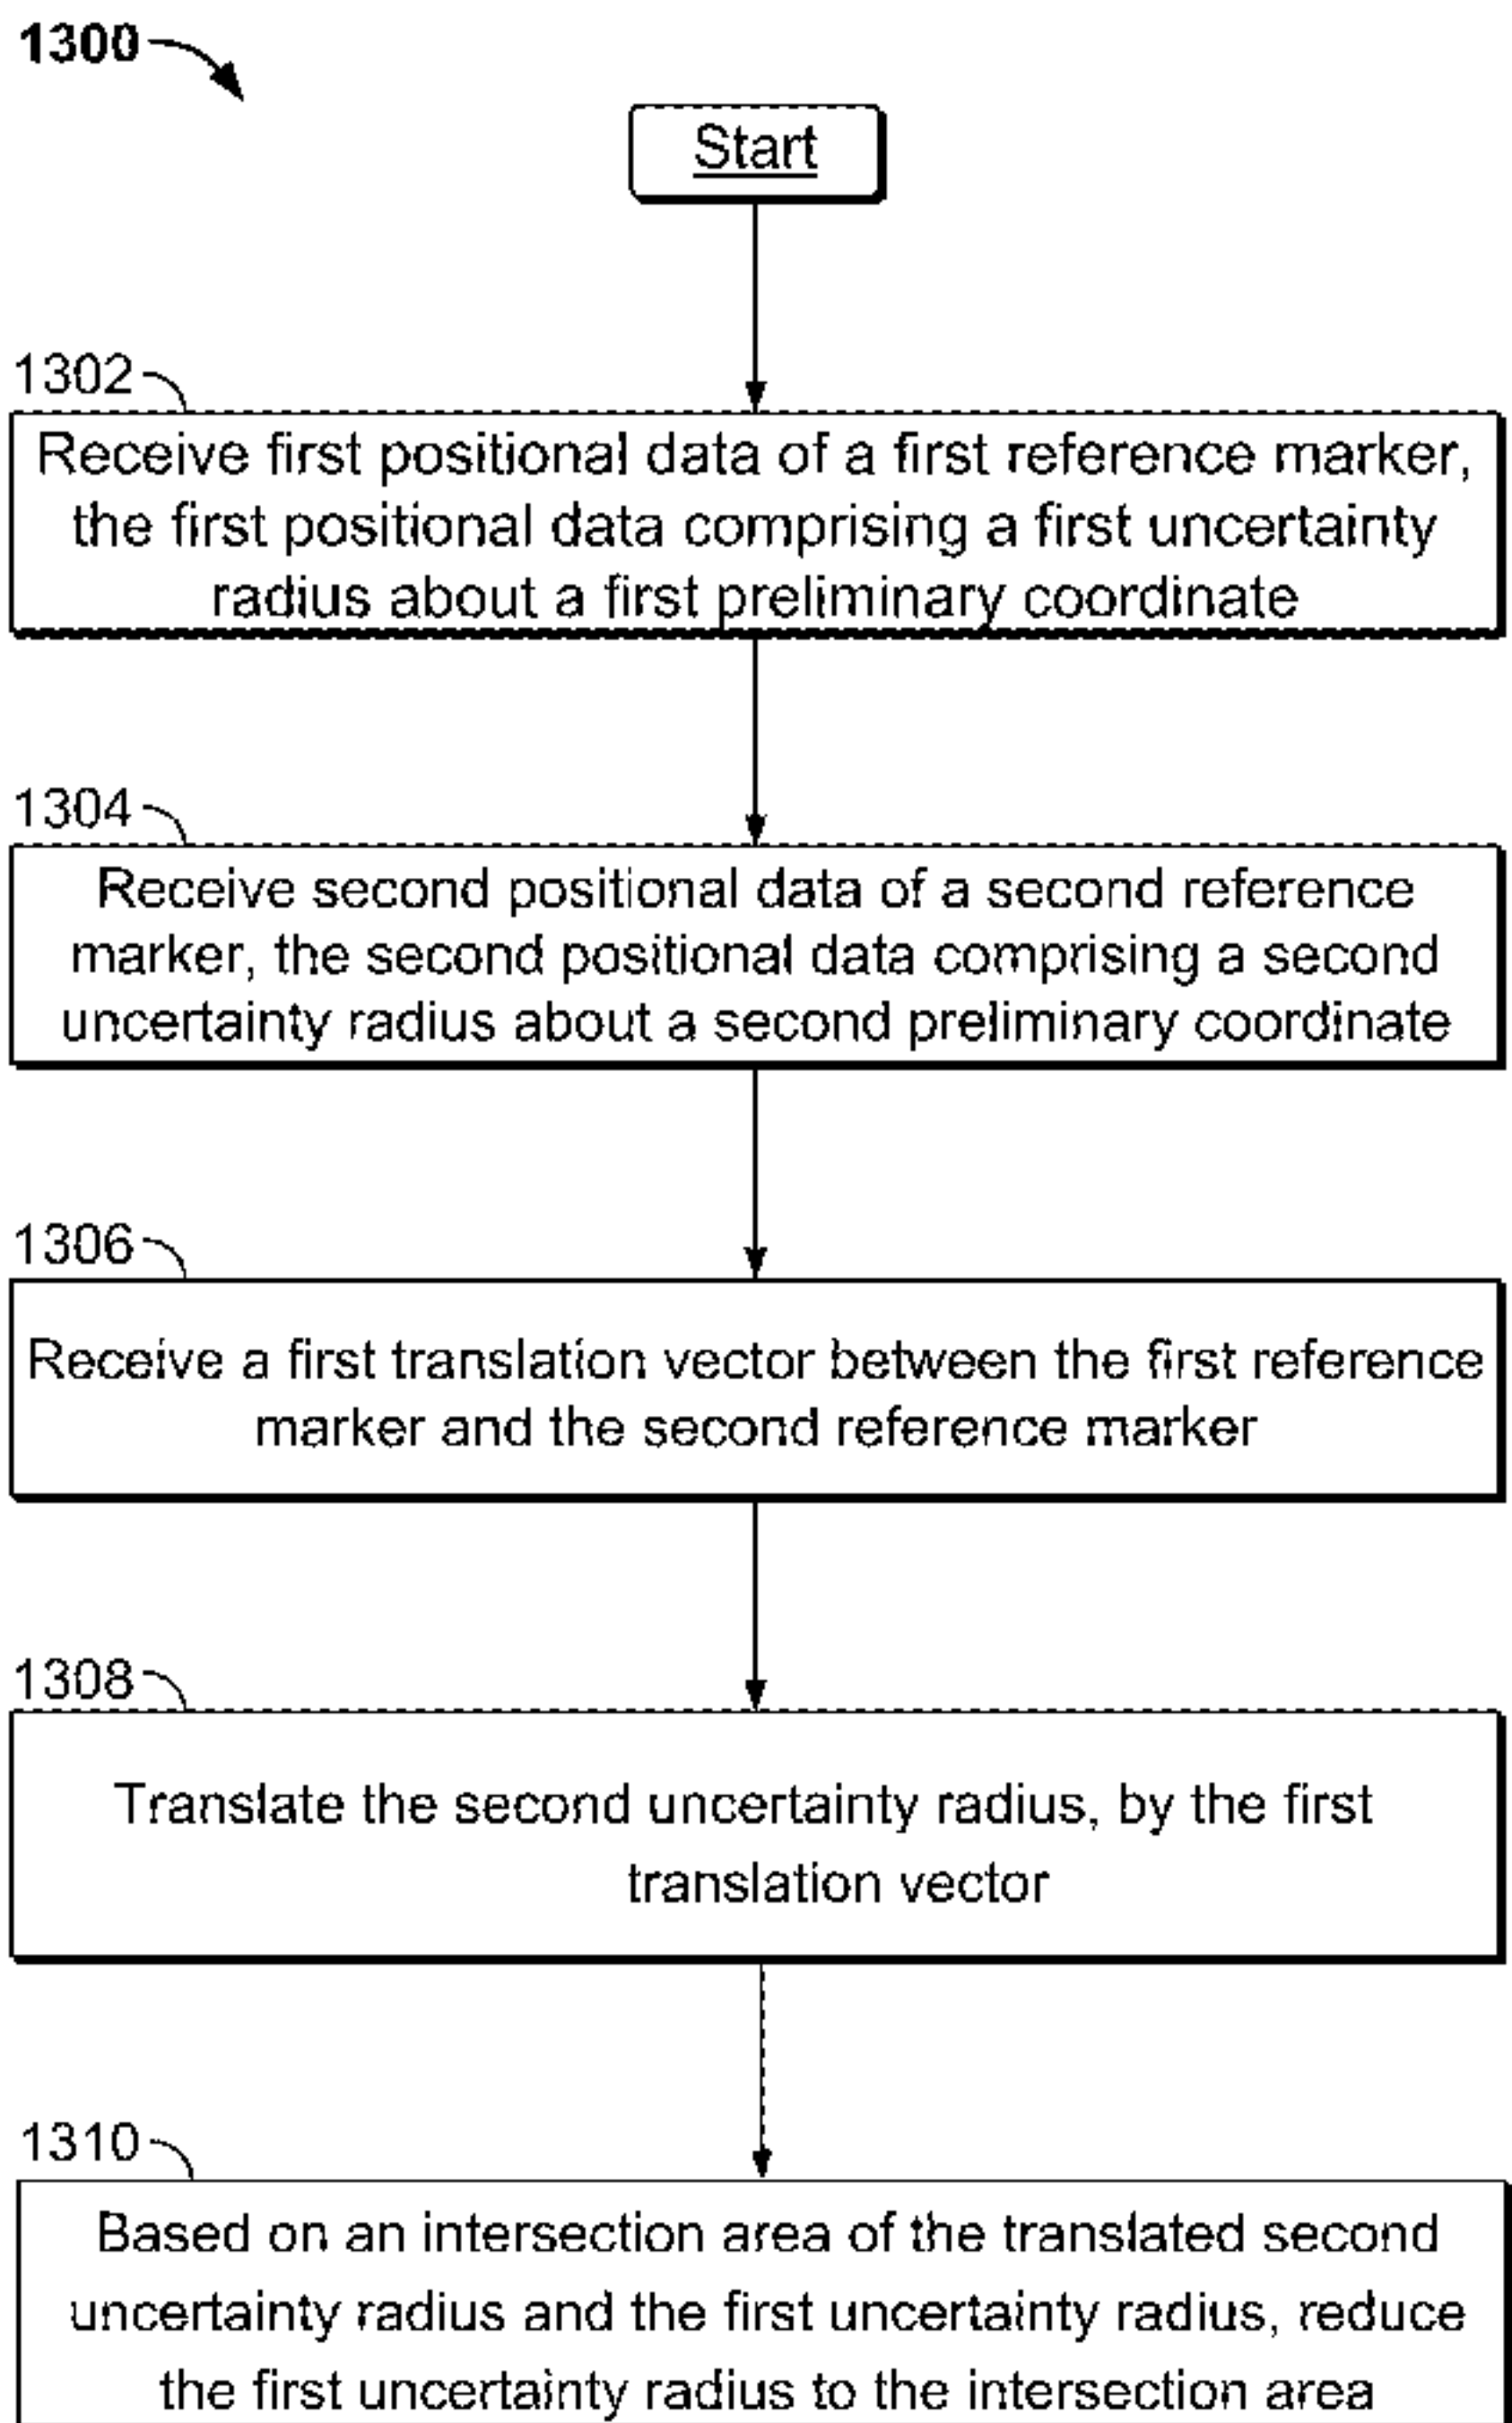 1300
Start
1302
Receive first positional data of a first reference marker,
the first positional data comprising a first uncertainty
radius about a first preliminary coordinate
1304
Receive second positional data of a second reference
marker, the second positional data comprising a second
uncertainty radius about a second preliminary coordinate
1306
Receive a first translation vector between the first reference
marker and the second reference marker
1308
Translate the second uncertainty radius, by the first
translation vector
1310
Based on an intersection area of the translated second
uncertainty radius and the first uncertainty radius, reduce
the first uncertainty radius to the intersection area